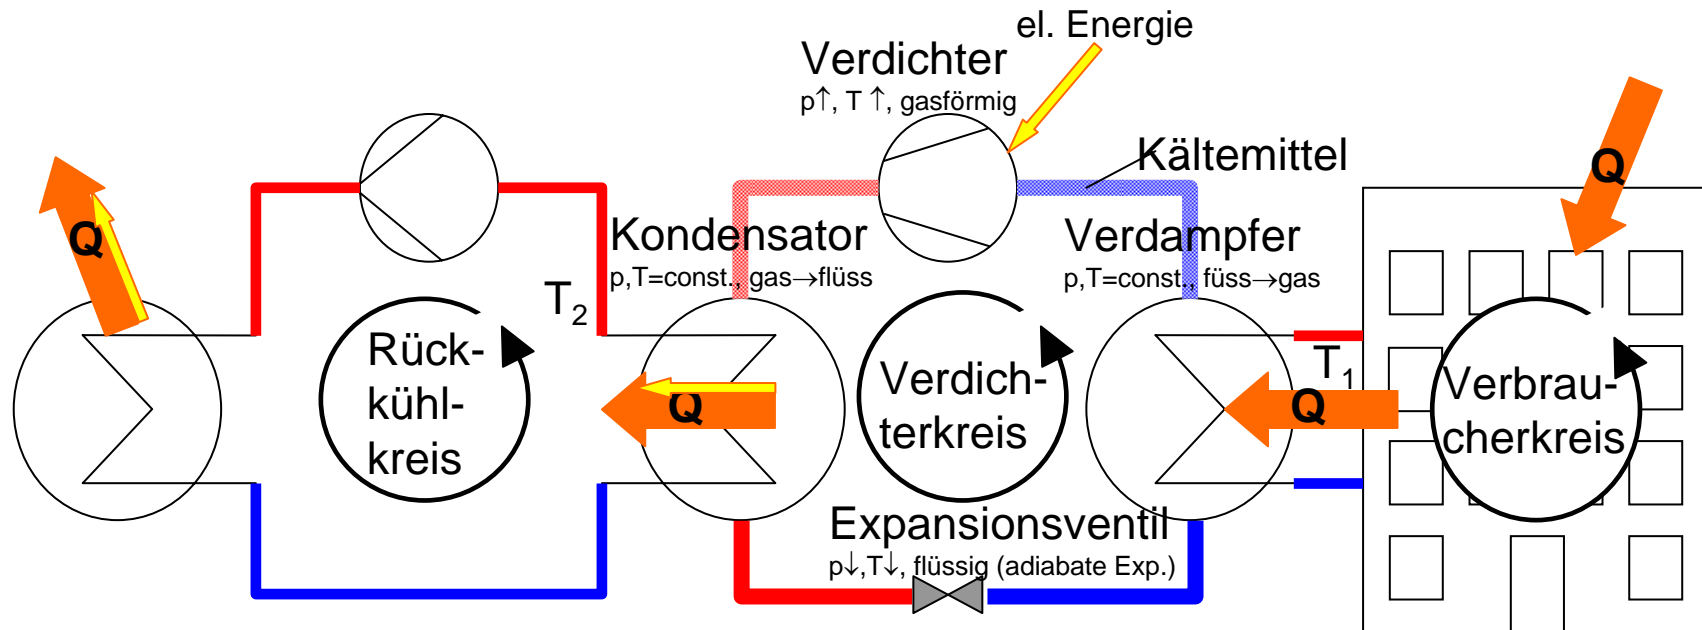 el. Energie
Verdichter
p↑, T ↑, gasförmig
Kältemittel
Q
Q
Kondensator
p,T=const., gas→flüss
Verdampfer
p,T=const., füss→gas
T₂
Rück-
kühl-
kreis
Q
Verdich-
terkreis
T₁
Q
Verbrau-
cherkreis
Expansionsventil
p↓,T↓, flüssig (adiabate Exp.)